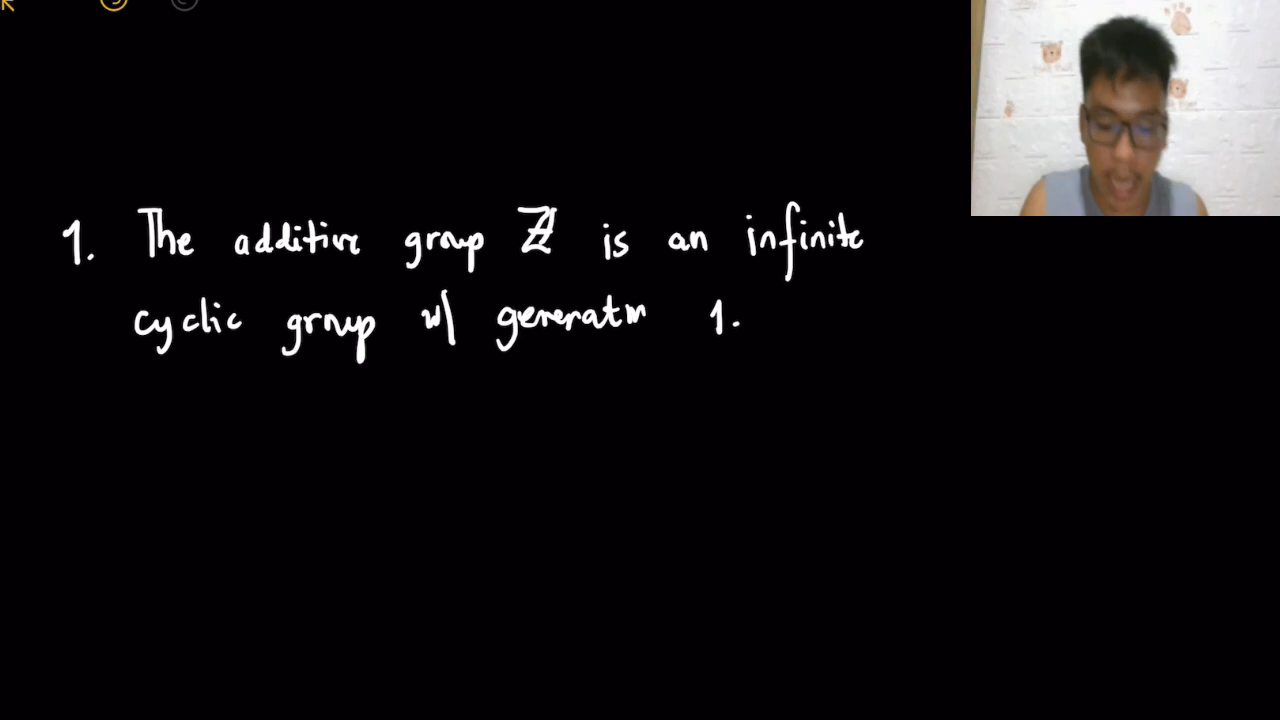 1. The additive group ℤ is an infinite
cyclic group w/ generator 1.